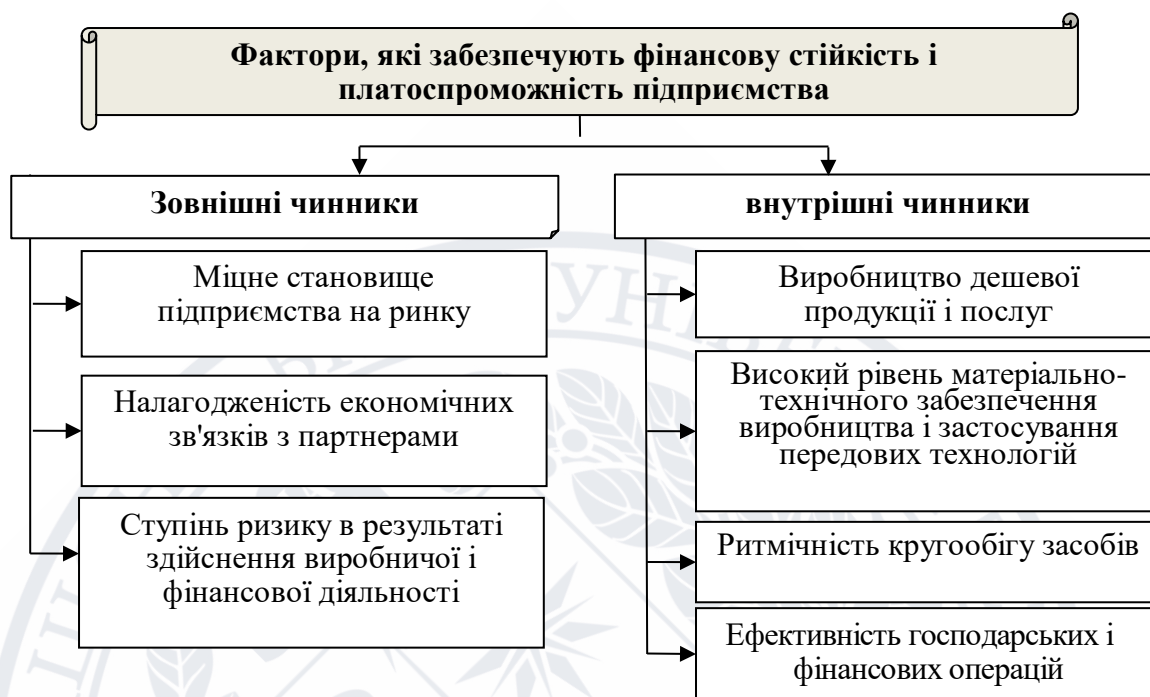 Фактори, які забезпечують фінансову стійкість і
платоспроможність підприємства
Зовнішні чинники
Міцне становище
підприємства на ринку
Налагодженість економічних
зв'язків з партнерами
Ступінь ризику в результаті
здійснення виробничої і
фінансової діяльності
внутрішні чинники
Виробництво дешевої
продукції і послуг
Високий рівень матеріально-
технічного забезпечення
виробництва і застосування
передових технологій
Ритмічність кругообігу засобів
Ефективність господарських і
фінансових операцій